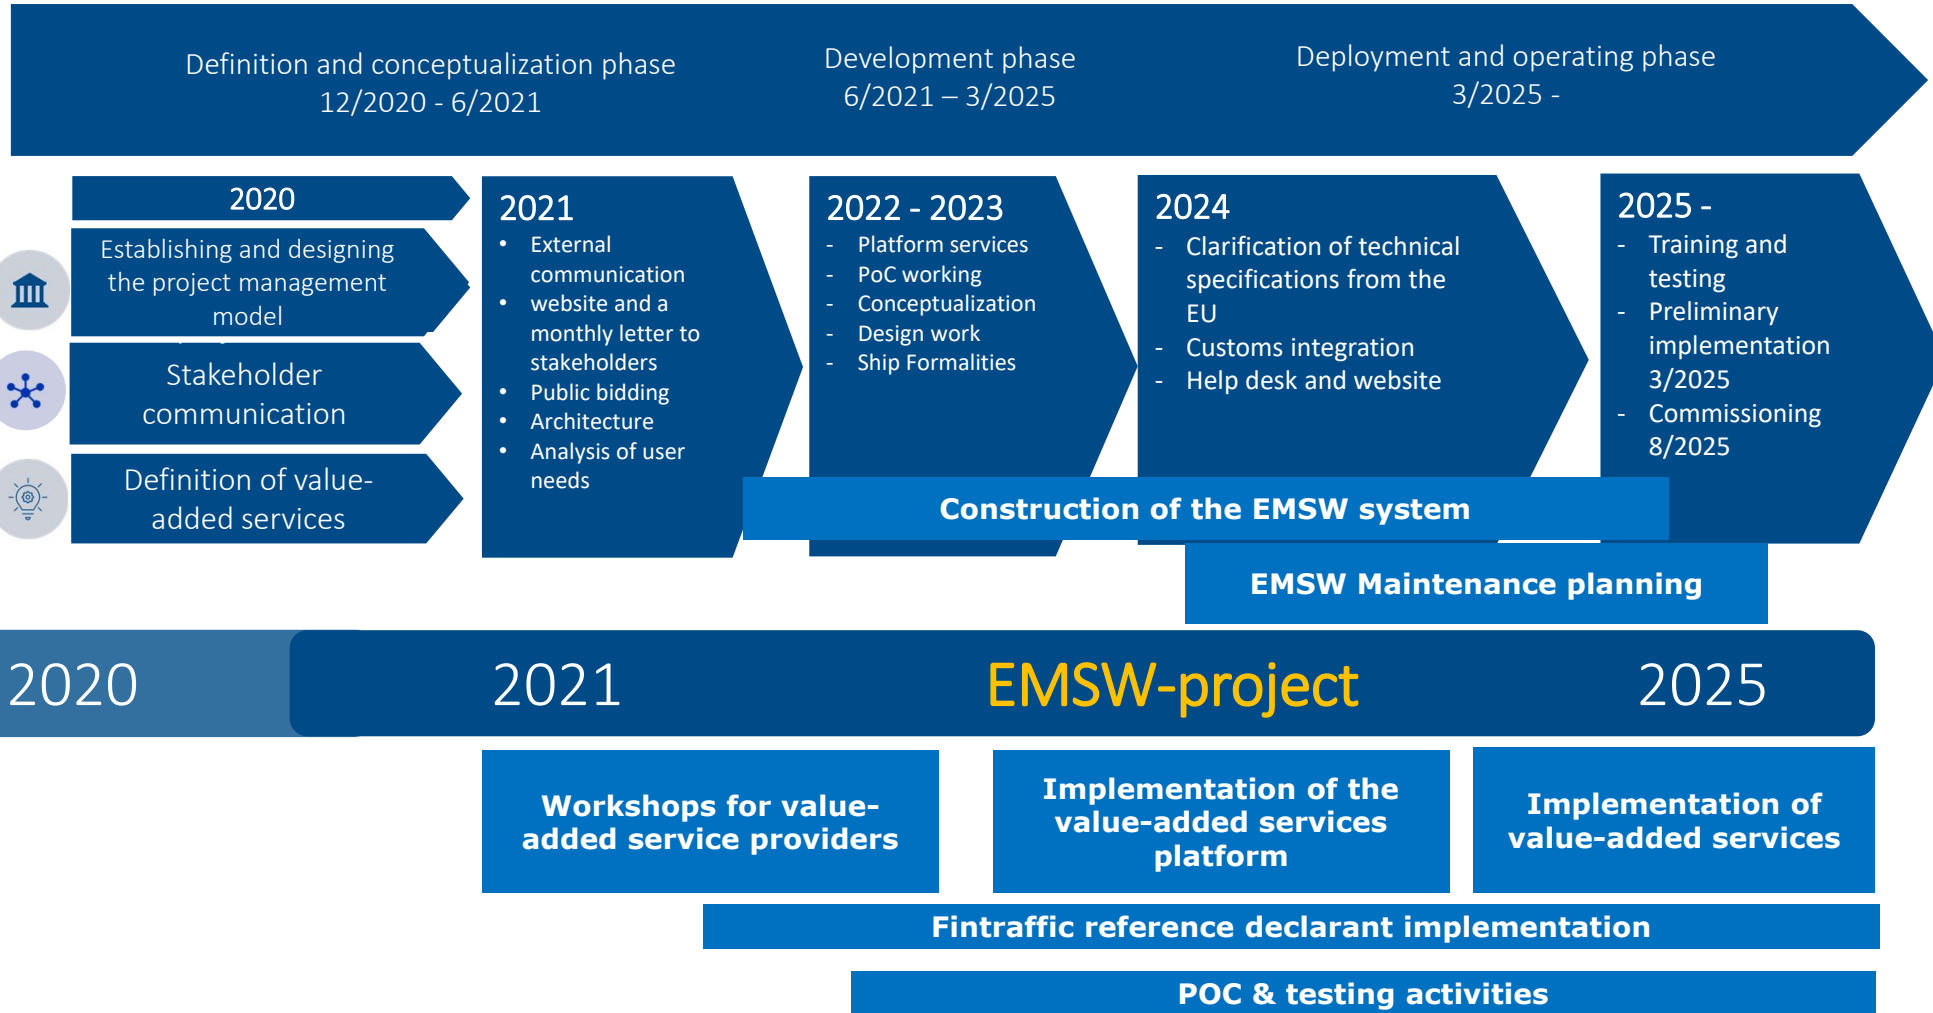 Definition and conceptualization phase
12/2020 - 6/2021
Development phase
6/2021 – 3/2025
Deployment and operating phase
3/2025 -
2020
Establishing and designing
the project management
model
Stakeholder
communication
Definition of value-
added services
2021
• External
communication
• website and a
monthly letter to
stakeholders
• Public bidding
• Architecture
• Analysis of user
needs
2022 - 2023
- Platform services
- PoC working
- Conceptualization
- Design work
- Ship Formalities
2024
- Clarification of technical
specifications from the
EU
- Customs integration
- Help desk and website
2025 -
- Training and
testing
- Preliminary
implementation
3/2025
- Commissioning
8/2025
Construction of the EMSW system
EMSW Maintenance planning
2020
2021
EMSW-project
2025
Workshops for value-
added service providers
Implementation of the
value-added services
platform
Implementation of
value-added services
Fintraffic reference declarant implementation
POC & testing activities